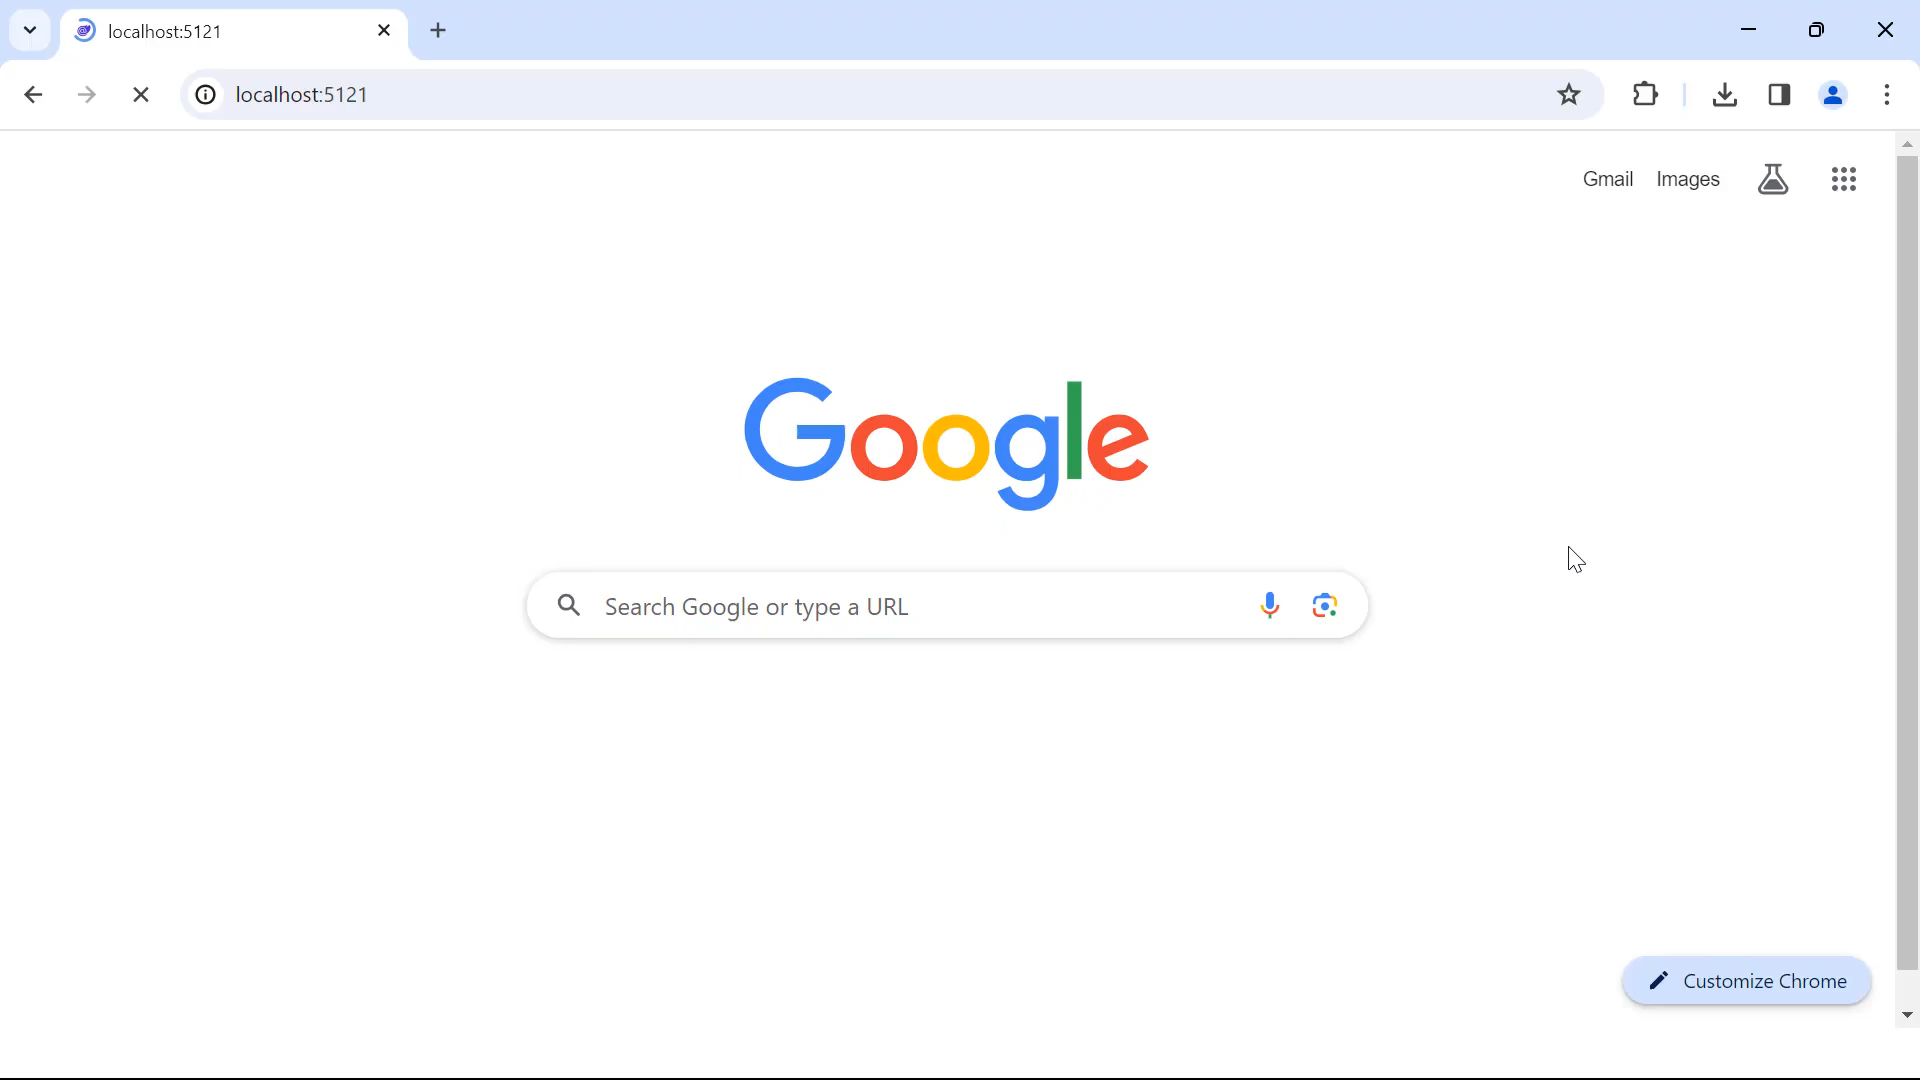 localhost:5121
localhost:5121
Gmail Images
Google
Search Google or type a URL
Customize Chrome